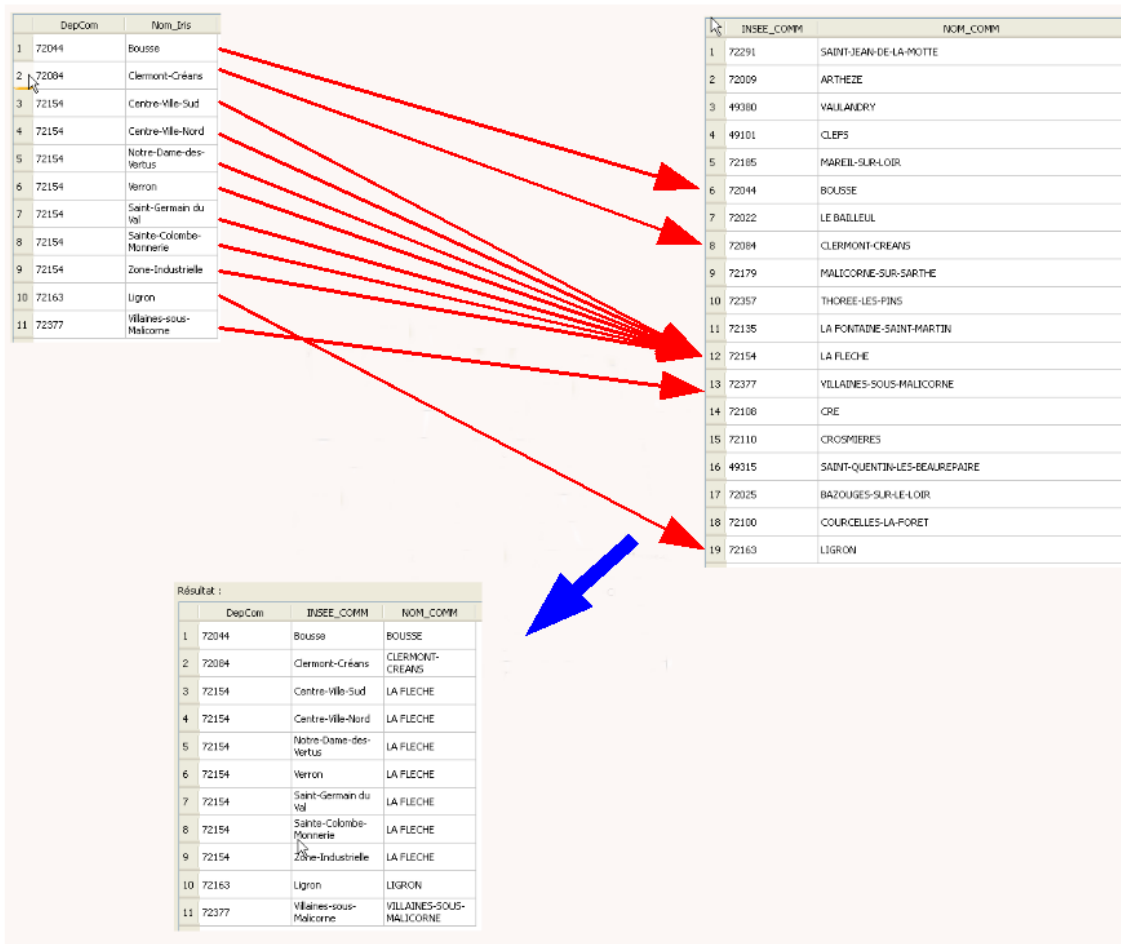 DepCom Nom_Iris
1 72044 Bousse
2 72084 Clermont-Créans
3 72154 Centre-Ville-Sud
4 72154 Centre-Ville-Nord
5 72154 Notre-Dame-des-
Vertus
6 72154 Verron
7 72154 Saint-Germain du
Val
8 72154 Sainte-Colombe-
Monnerie
9 72154 Zone-Industrielle
10 72163 Ligron
11 72377 Villaines-sous-
Malicorne
INSEE_COMM NOM_COMM
1 72291 SAINT-JEAN-DE-LA-MOTTE
2 72009 ARTHEZE
3 49380 VAULANDRY
4 49101 CLEFS
5 72185 MAREIL-SUR-LOIR
6 72044 BOUSSE
7 72022 LE BAILLEUL
8 72084 CLERMONT-CREANS
9 72179 MALICORNE-SUR-SARTHE
10 72357 THOREE-LES-PINS
11 72135 LA FONTAINE-SAINT-MARTIN
12 72154 LA FLECHE
13 72377 VILLAINES-SOUS-MALICORNE
14 72108 CRE
15 72110 CROSMIERES
16 49315 SAINT-QUENTIN-LES-BEAUREPAIRE
17 72025 BAZOUGES-SUR-LE-LOIR
18 72100 COURCELLES-LA-FORET
19 72163 LIGRON
Résultat :
DepCom INSEE_COMM NOM_COMM
1 72044 Bousse BOUSSE
2 72084 Clermont-Créans CLERMONT-
CREANS
3 72154 Centre-Ville-Sud LA FLECHE
4 72154 Centre-Ville-Nord LA FLECHE
5 72154 Notre-Dame-des-
Vertus LA FLECHE
6 72154 Verron LA FLECHE
7 72154 Saint-Germain du
Val LA FLECHE
8 72154 Sainte-Colombe-
Monnerie LA FLECHE
9 72154 Zone-Industrielle LA FLECHE
10 72163 Ligron LIGRON
11 72377 Villaines-sous-
Malicorne VILLAINES-SOUS-
MALICORNE